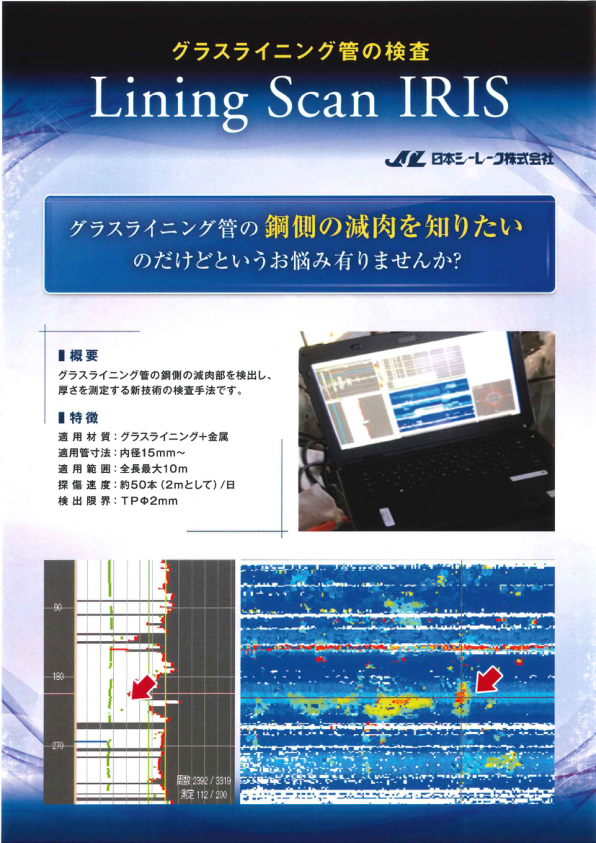 グラスライニング管の検査
Lining Scan IRIS
日本シーレーク株式会社
グラスライニング管の 鋼側の減肉を知りたい
のだけどというお悩み有りませんか?
概要
グラスライニング管の鋼側の減肉部を検出し、
厚さを測定する新技術の検査手法です。
特徴
適用材質：グラスライニング＋金属
適用管寸法：内径15mm〜
適用範囲：全長最大10m
探傷速度：約50本（2mとして）/日
検出限界：TPΦ2mm
90
180
270
周数 2392 / 3319
測定 112 / 200